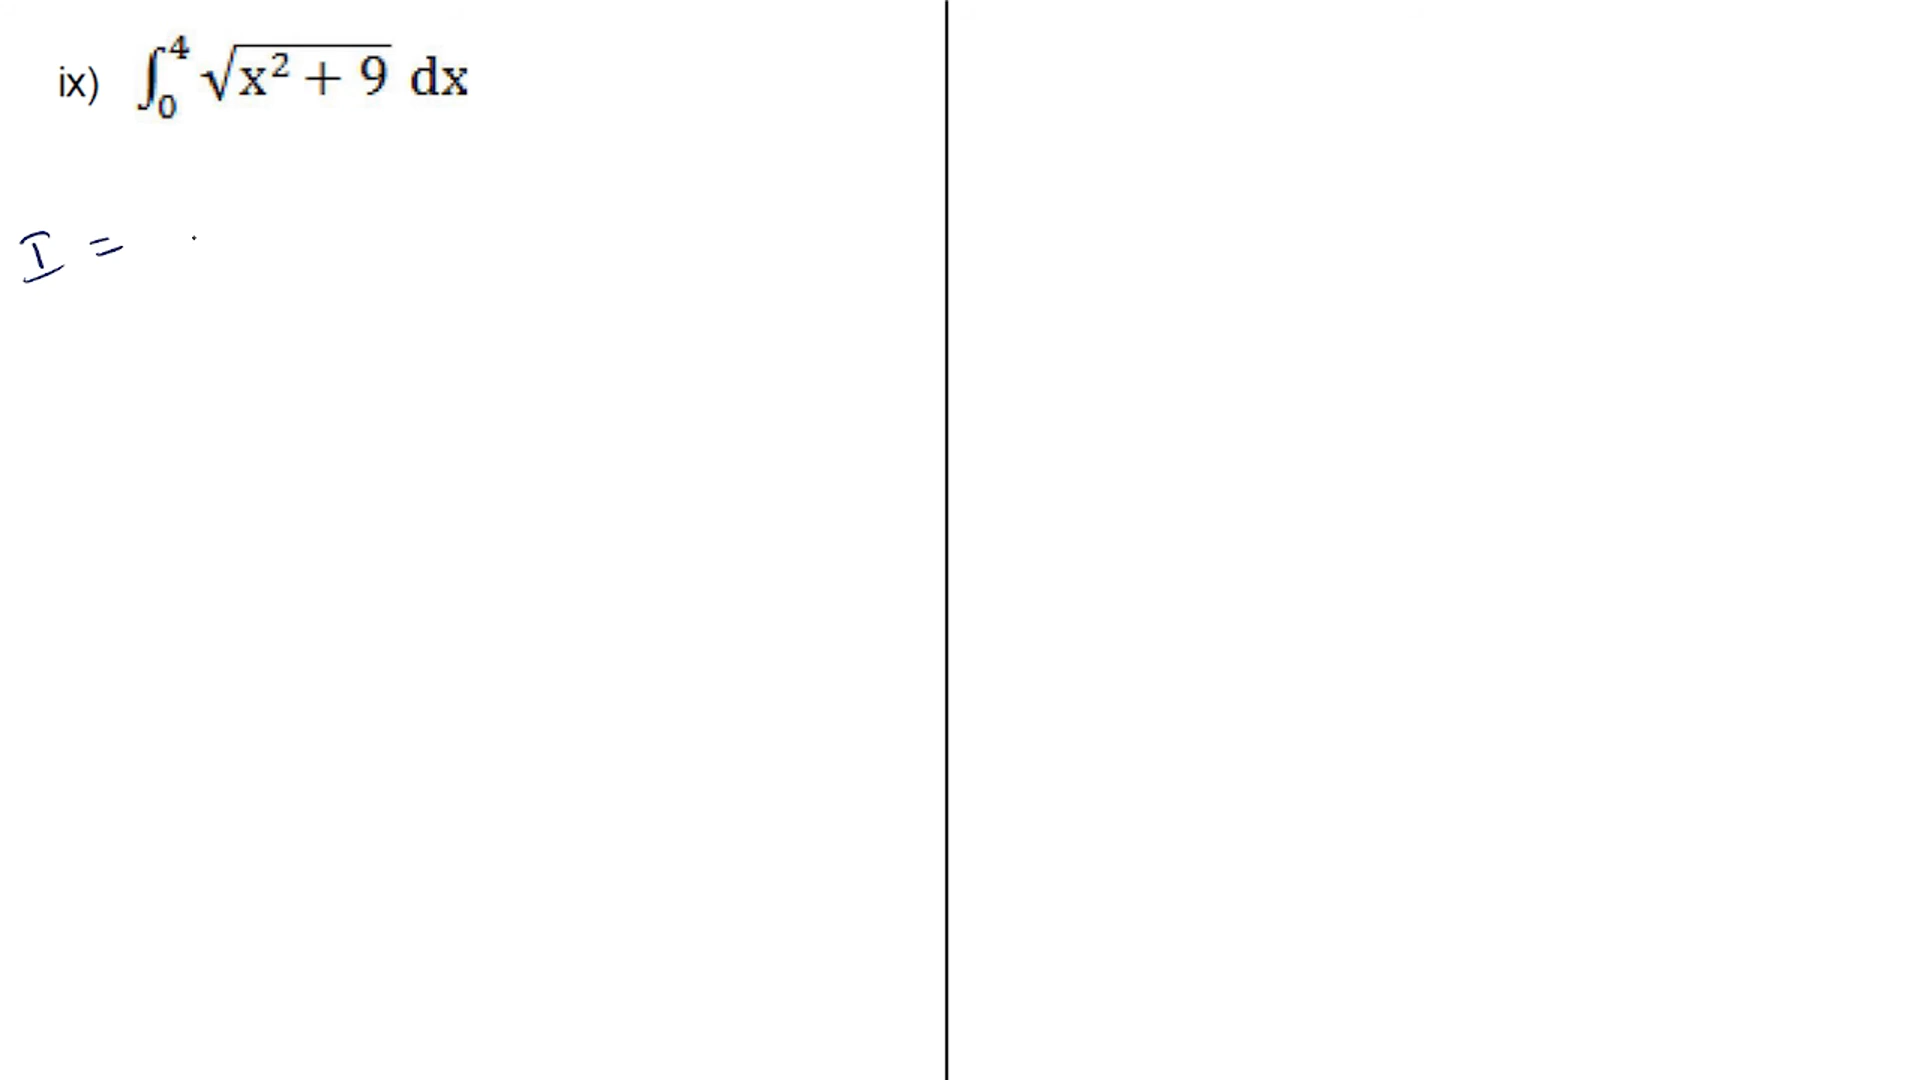 ix) ∫₀⁴ √(x² + 9) dx
I =